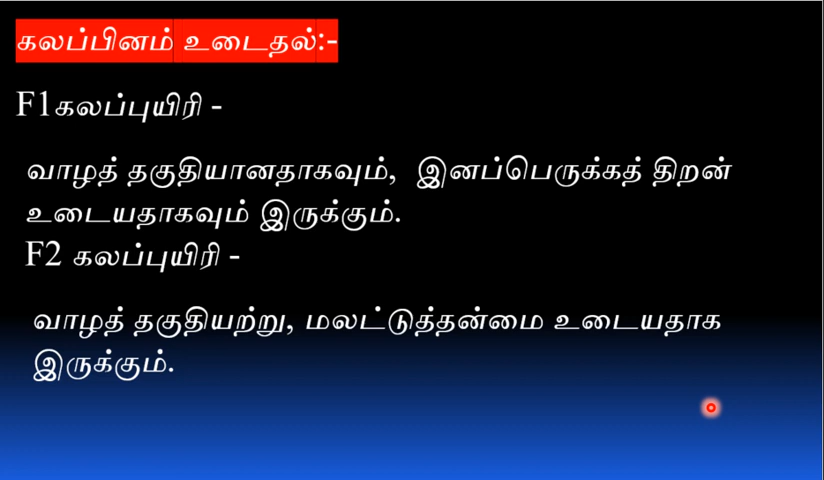 கலப்பினம் உடைதல்:-
F1கலப்புயிரி -
வாழத் தகுதியானதாகவும், இனப்பெருக்கத் திறன்
உடையதாகவும் இருக்கும்.
F2 கலப்புயிரி -
வாழத் தகுதியற்று, மலட்டுத்தன்மை உடையதாக
இருக்கும்.